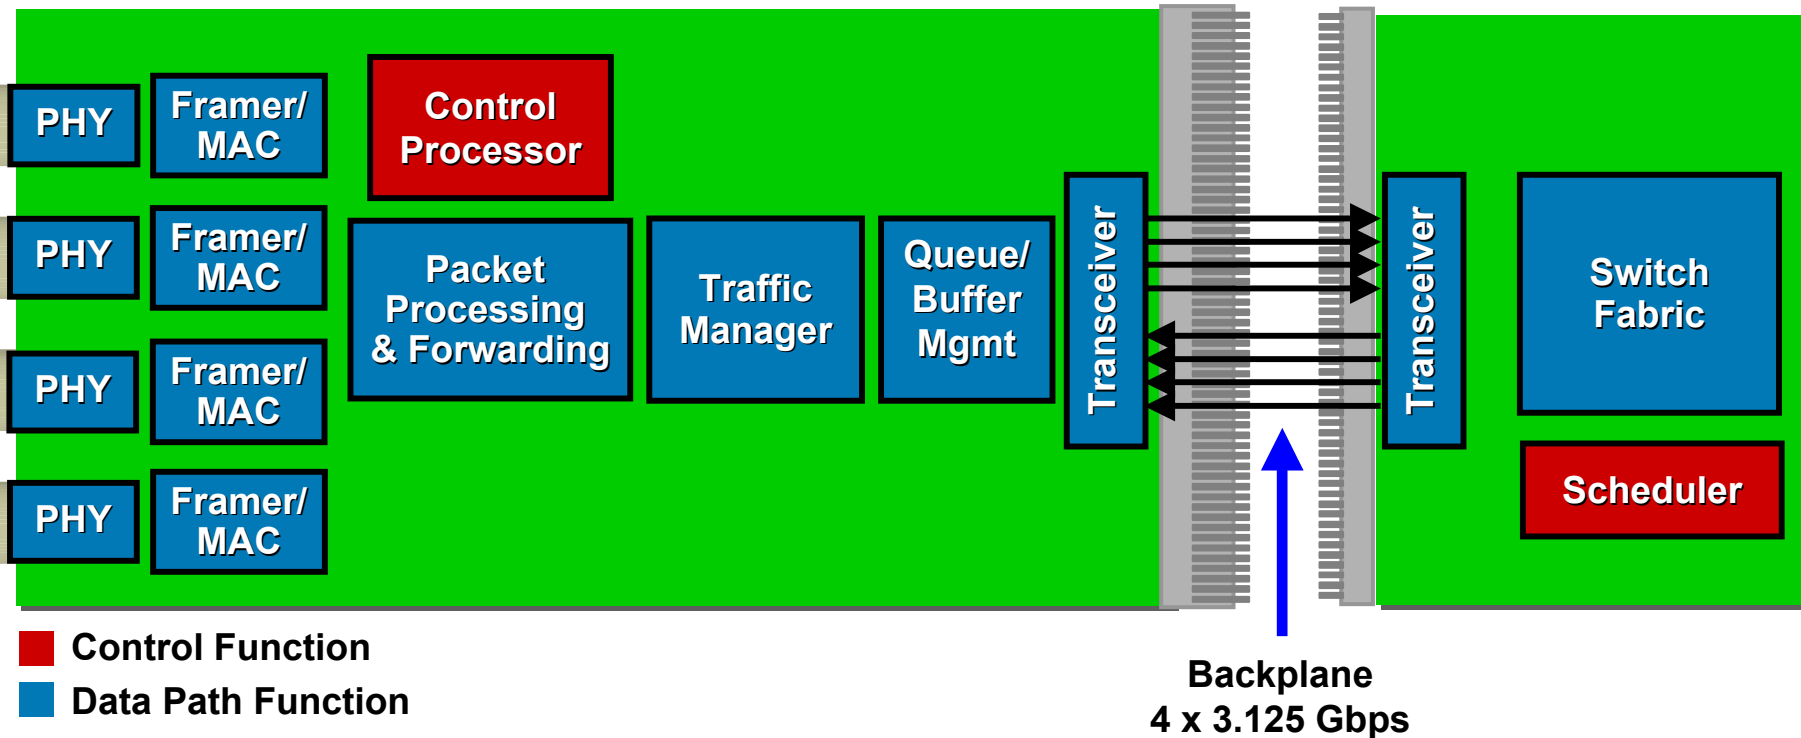 PHY
Framer/
MAC
Control
Processor
PHY
Framer/
MAC
Packet
Processing
& Forwarding
Traffic
Manager
Queue/
Buffer
Mgmt
Transceiver
Transceiver
Switch
Fabric
PHY
Framer/
MAC
Scheduler
PHY
Framer/
MAC
Control Function
Data Path Function
Backplane
4 x 3.125 Gbps